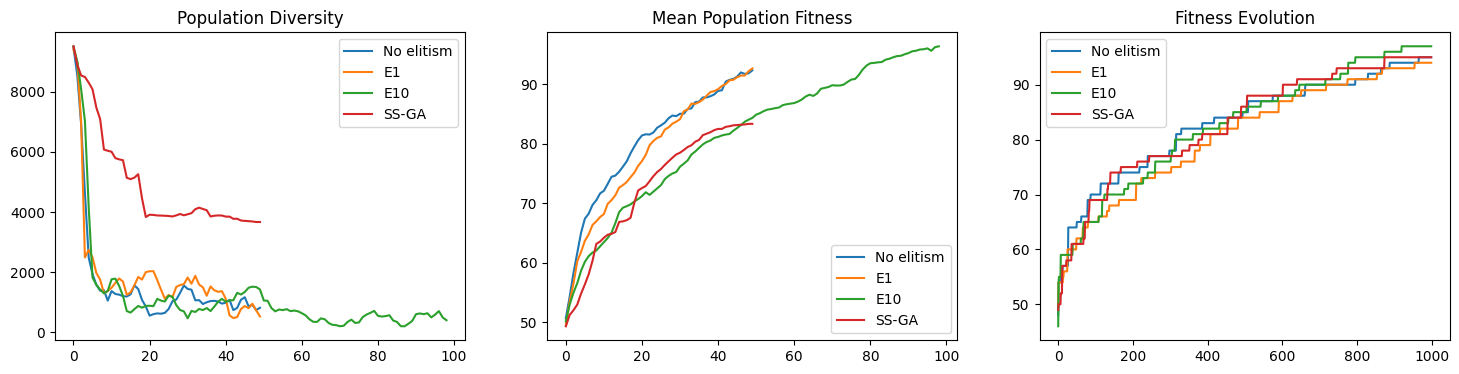 Population Diversity
No elitism
E1
E10
SS-GA
8000
6000
4000
2000
0
0 20 40 60 80 100
Mean Population Fitness
90
80
70
60
50
No elitism
E1
E10
SS-GA
0 20 40 60 80 100
Fitness Evolution
No elitism
E1
E10
SS-GA
90
80
70
60
50
0 200 400 600 800 1000